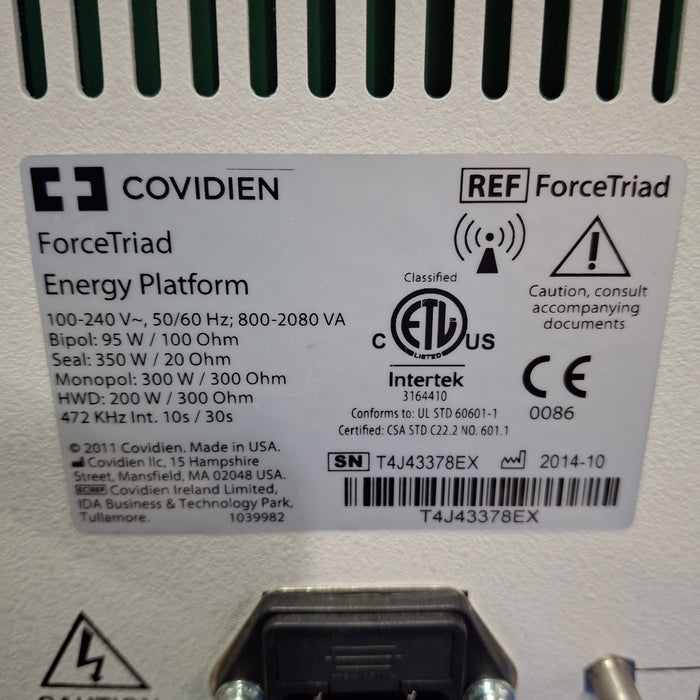 COVIDIEN
REF ForceTriad
ForceTriad
Energy Platform
100-240 V~, 50/60 Hz; 800-2080 VA
Bipol: 95 W / 100 Ohm
Seal: 350 W / 20 Ohm
Monopol: 300 W / 300 Ohm
HWD: 200 W / 300 Ohm
472 KHz Int. 10s / 30s
© 2011 Covidien. Made in USA.
Covidien llc, 15 Hampshire
Street, Mansfield, MA 02048 USA.
EC REP Covidien Ireland Limited,
IDA Business & Technology Park,
Tullamore. 1039982
Classified
C ETL US
LISTED
Intertek
3164410
Conforms to: UL STD 60601-1
Certified: CSA STD C22.2 NO. 601.1
Caution, consult
accompanying
documents
CE
0086
SN T4J43378EX 2014-10
T4J43378EX
CAUTION